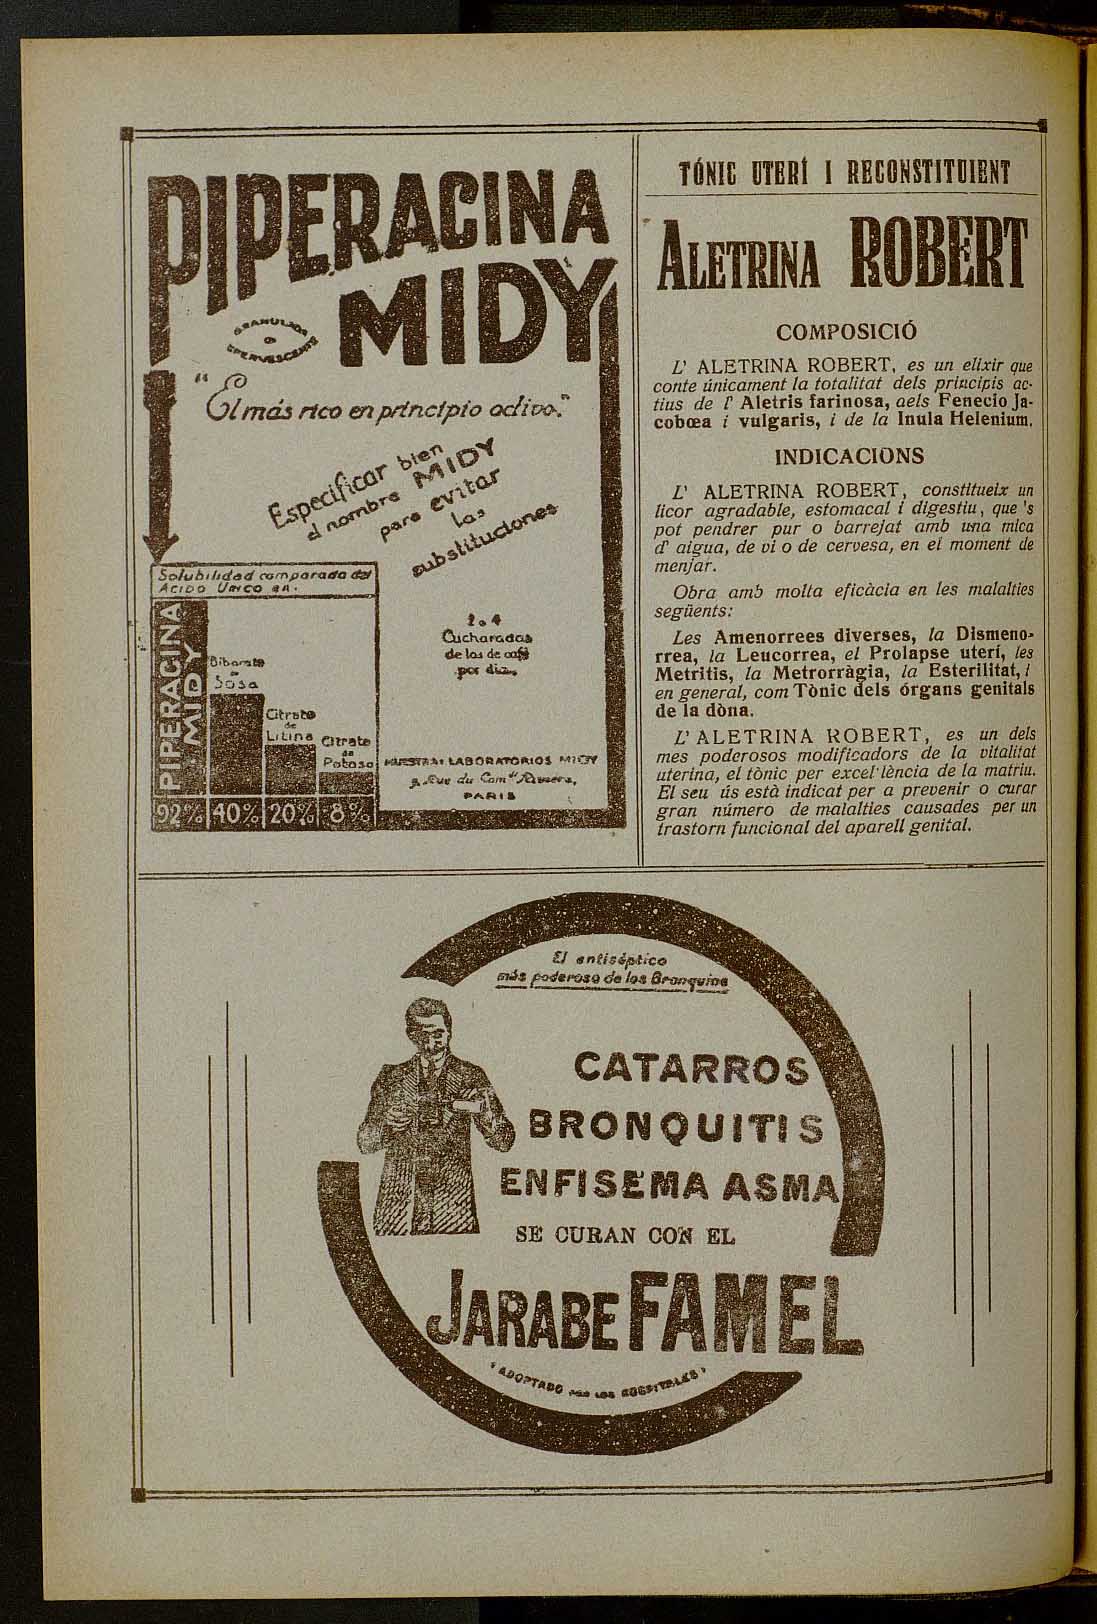 PIPERACINA
MIDY
GRANULADO
EFERVESCENTE
"El más rico en principio activo."
Especificar bien
el nombre MIDY
para evitar
las
substituciones
Solubilidad comparada del
Acido Urico en.
PIPERACINA
MIDY
Biborato
de
Sosa
Citrato
de
Litina
Citrato
de
Potasa
92% 40% 20% 8%
2 a 4
Cucharadas
de las de café
por dia.
MUESTRAS LABORATORIOS MIDY
9, Rue du Comᵗ Rivière,
PARIS
TÓNIC UTERÍ I RECONSTITUIENT
ALETRINA ROBERT
COMPOSICIÓ
L' ALETRINA ROBERT, es un elixir que
conte únicament la totalitat dels principis ac-
tius de l' Aletris farinosa, aels Fenecio Ja-
cobœa i vulgaris, i de la Inula Helenium.
INDICACIONS
L' ALETRINA ROBERT, constitueix un
licor agradable, estomacal i digestiu, que 's
pot pendrer pur o barrejat amb una mica
d' aigua, de vi o de cervesa, en el moment de
menjar.
Obra amb molta eficàcia en les malalties
següents:
Les Amenorrees diverses, la Dismeno-
rrea, la Leucorrea, el Prolapse uterí, les
Metritis, la Metrorràgia, la Esterilitat, i
en general, com Tònic dels órgans genitals
de la dòna.
L' ALETRINA ROBERT, es un dels
mes poderosos modificadors de la vitalitat
uterina, el tònic per excel·lència de la matriu.
El seu ús està indicat per a prevenir o curar
gran número de malalties causades per un
trastorn funcional del aparell genital.
El antiséptico
más poderoso de los Bronquios
CATARROS
BRONQUITIS
ENFISEMA ASMA
SE CURAN CON EL
JARABE FAMEL
ADOPTADO POR LOS HOSPITALES